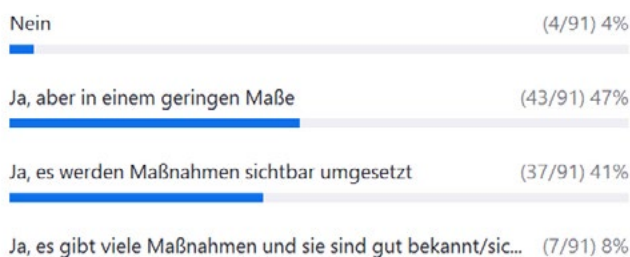 Nein (4/91) 4%
Ja, aber in einem geringen Maße (43/91) 47%
Ja, es werden Maßnahmen sichtbar umgesetzt (37/91) 41%
Ja, es gibt viele Maßnahmen und sie sind gut bekannt/sic... (7/91) 8%